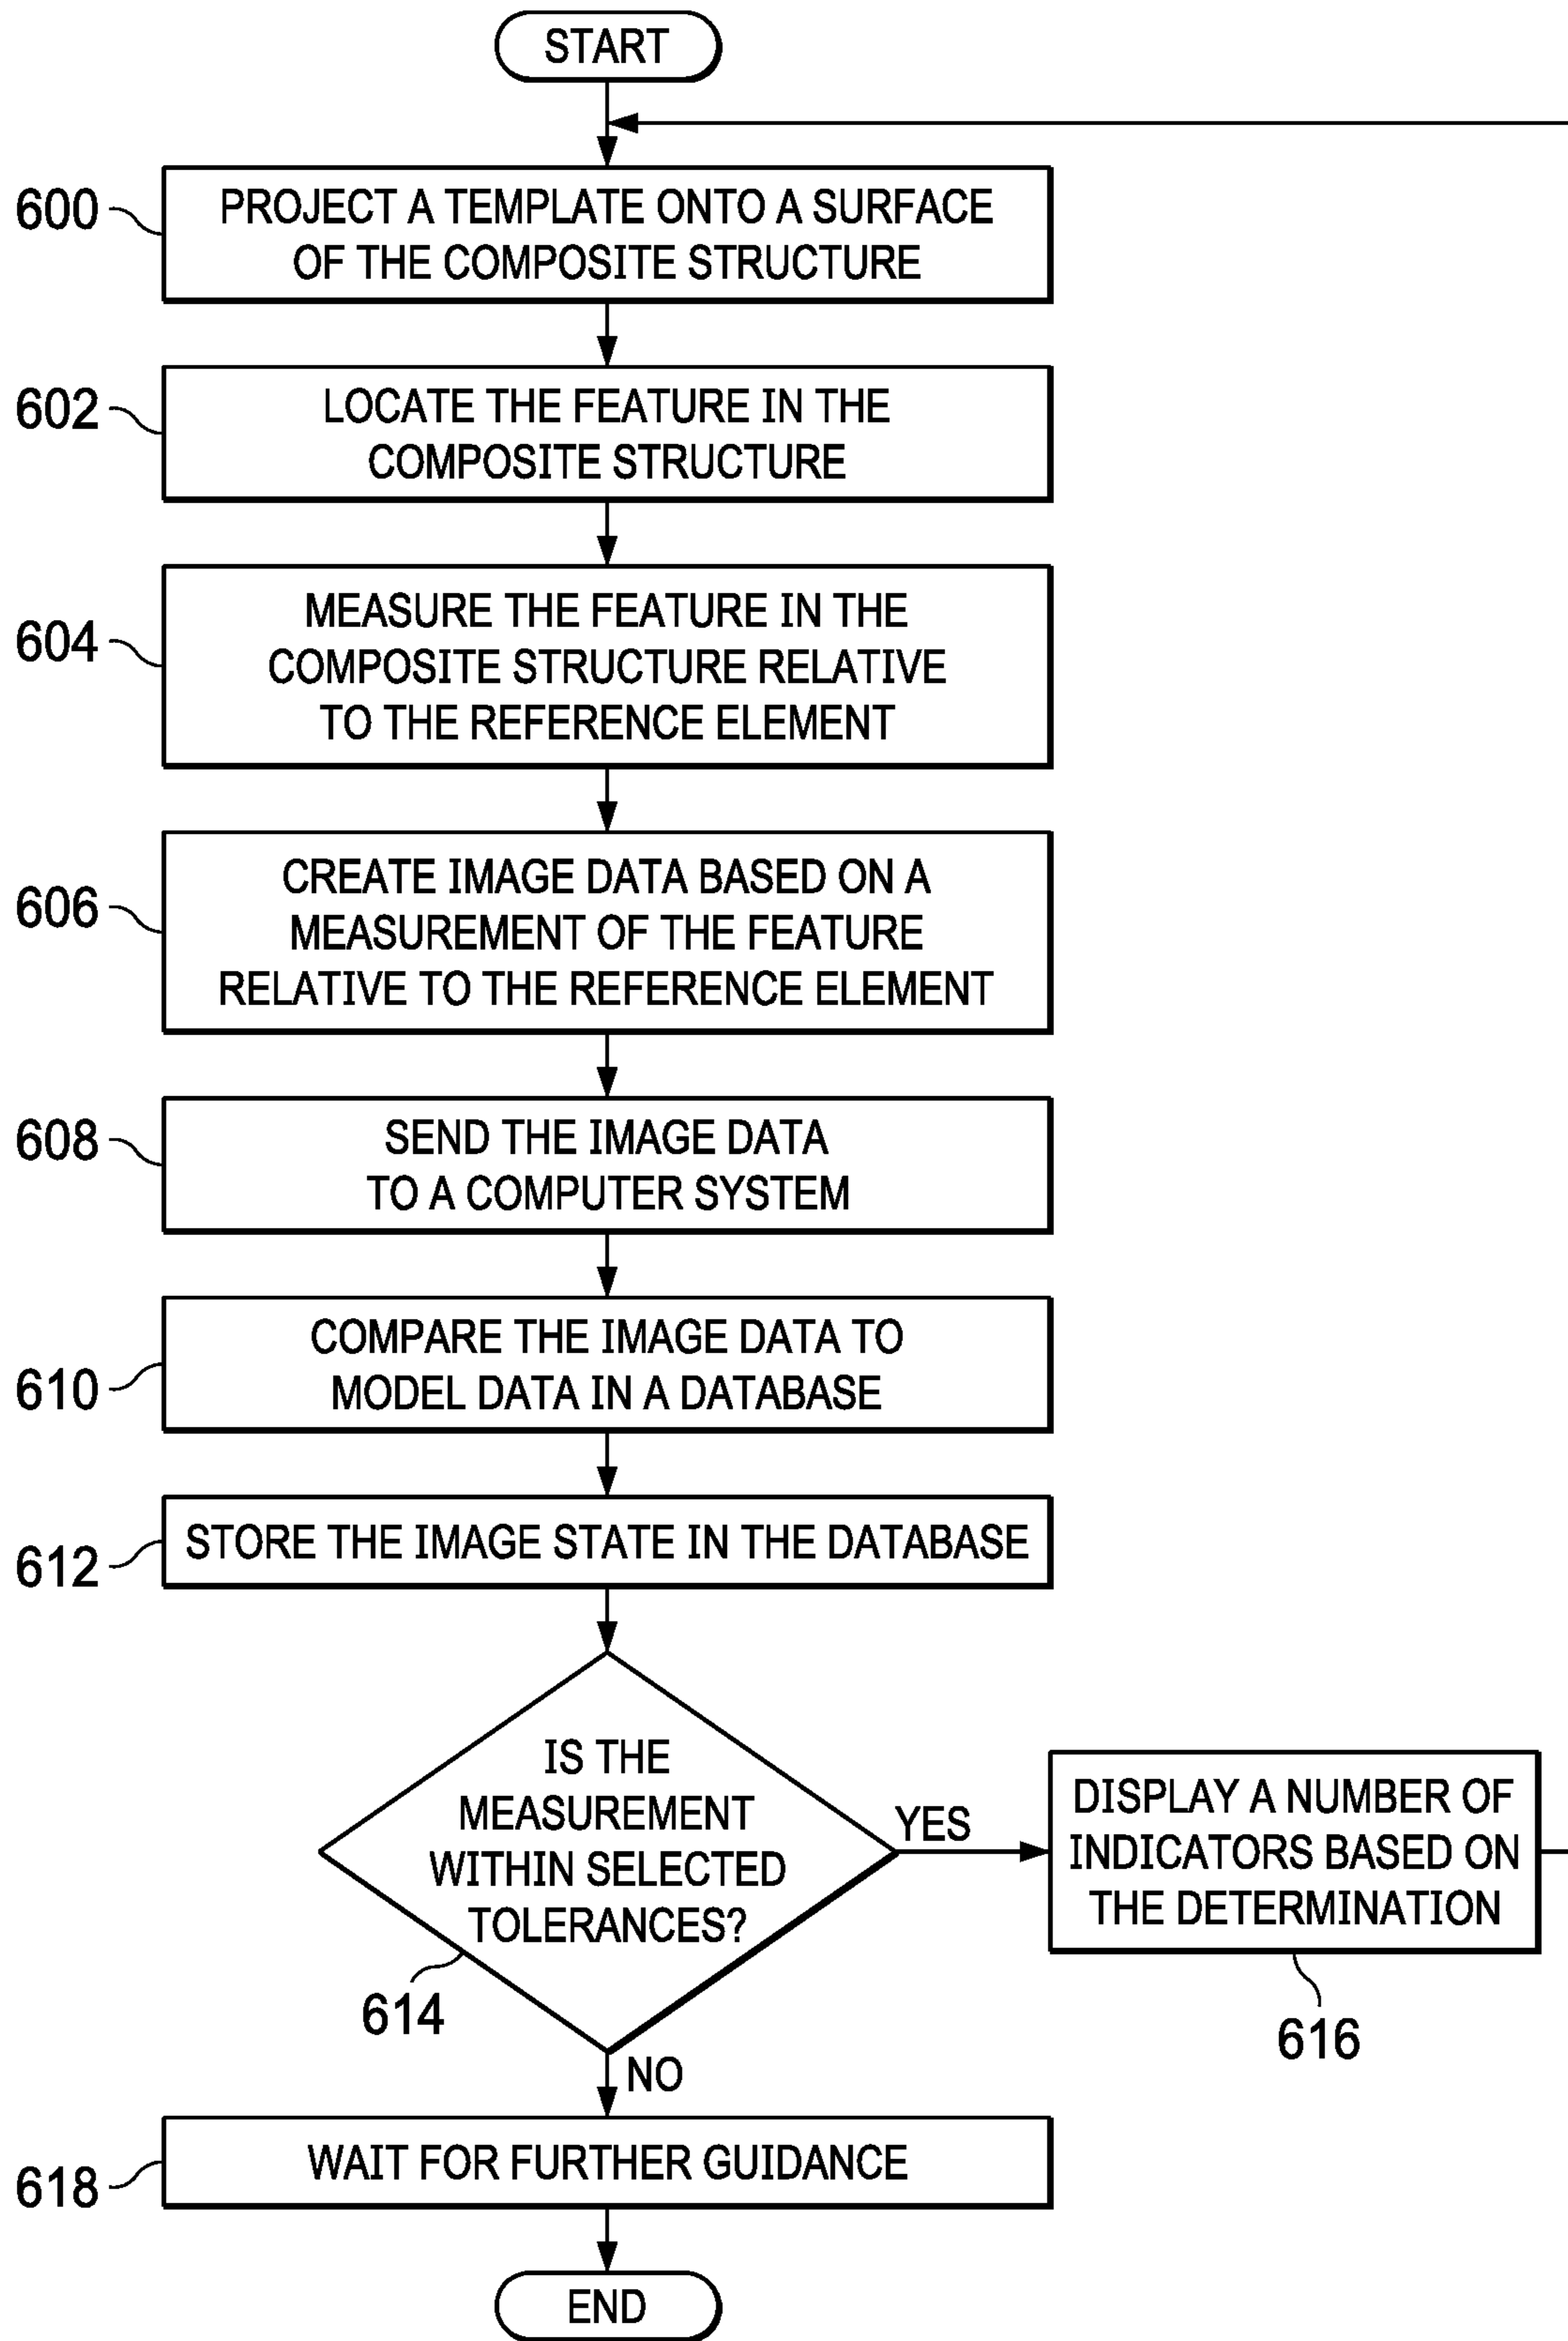 START
600
PROJECT A TEMPLATE ONTO A SURFACE
OF THE COMPOSITE STRUCTURE
602
LOCATE THE FEATURE IN THE
COMPOSITE STRUCTURE
604
MEASURE THE FEATURE IN THE
COMPOSITE STRUCTURE RELATIVE
TO THE REFERENCE ELEMENT
606
CREATE IMAGE DATA BASED ON A
MEASUREMENT OF THE FEATURE
RELATIVE TO THE REFERENCE ELEMENT
608
SEND THE IMAGE DATA
TO A COMPUTER SYSTEM
610
COMPARE THE IMAGE DATA TO
MODEL DATA IN A DATABASE
612
STORE THE IMAGE STATE IN THE DATABASE
IS THE
MEASUREMENT
WITHIN SELECTED
TOLERANCES?
614
YES
DISPLAY A NUMBER OF
INDICATORS BASED ON
THE DETERMINATION
616
NO
618
WAIT FOR FURTHER GUIDANCE
END